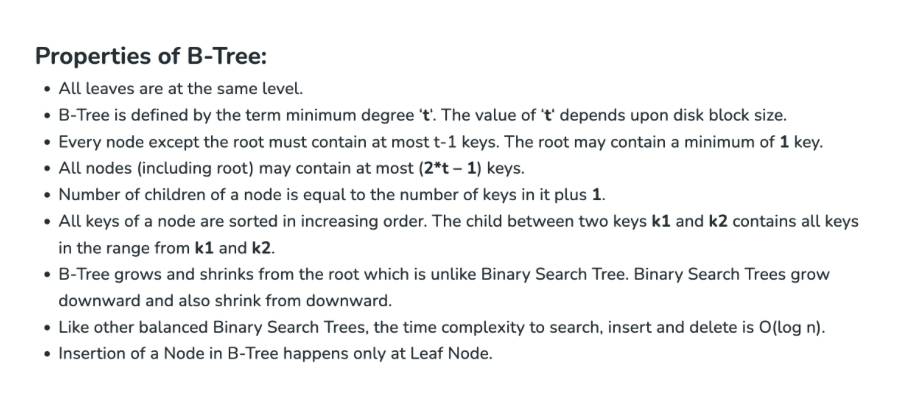 Properties of B-Tree:
• All leaves are at the same level.
• B-Tree is defined by the term minimum degree ‘t‘. The value of ‘t‘ depends upon disk block size.
• Every node except the root must contain at most t-1 keys. The root may contain a minimum of 1 key.
• All nodes (including root) may contain at most (2*t – 1) keys.
• Number of children of a node is equal to the number of keys in it plus 1.
• All keys of a node are sorted in increasing order. The child between two keys k1 and k2 contains all keys
in the range from k1 and k2.
• B-Tree grows and shrinks from the root which is unlike Binary Search Tree. Binary Search Trees grow
downward and also shrink from downward.
• Like other balanced Binary Search Trees, the time complexity to search, insert and delete is O(log n).
• Insertion of a Node in B-Tree happens only at Leaf Node.